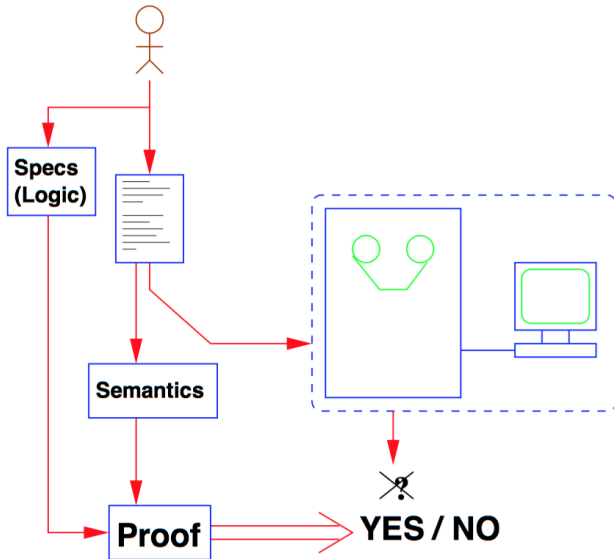 Specs
(Logic)
Semantics
?
Proof
YES / NO